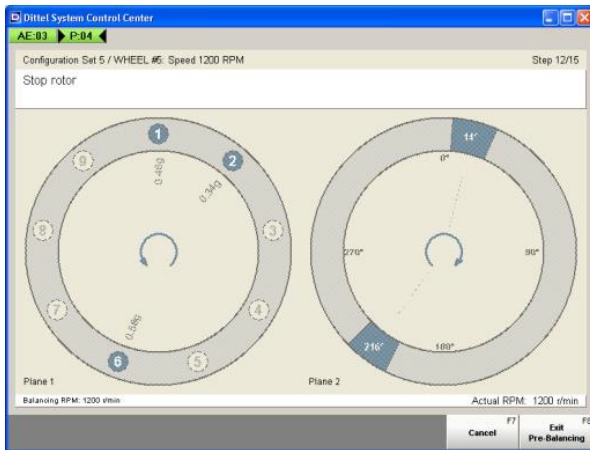 Dittel System Control Center
AE:03 P:04
Configuration Set 5 / WHEEL #5: Speed 1200 RPM Step 12/15
Stop rotor
1
2
3
4
5
6
7
8
9
0.46g
0.34g
0.58g
14°
0°
90°
180°
216°
270°
Plane 1
Plane 2
Balancing RPM: 1200 r/min
Actual RPM: 1200 r/min
F7
Cancel
F8
Exit
Pre-Balancing